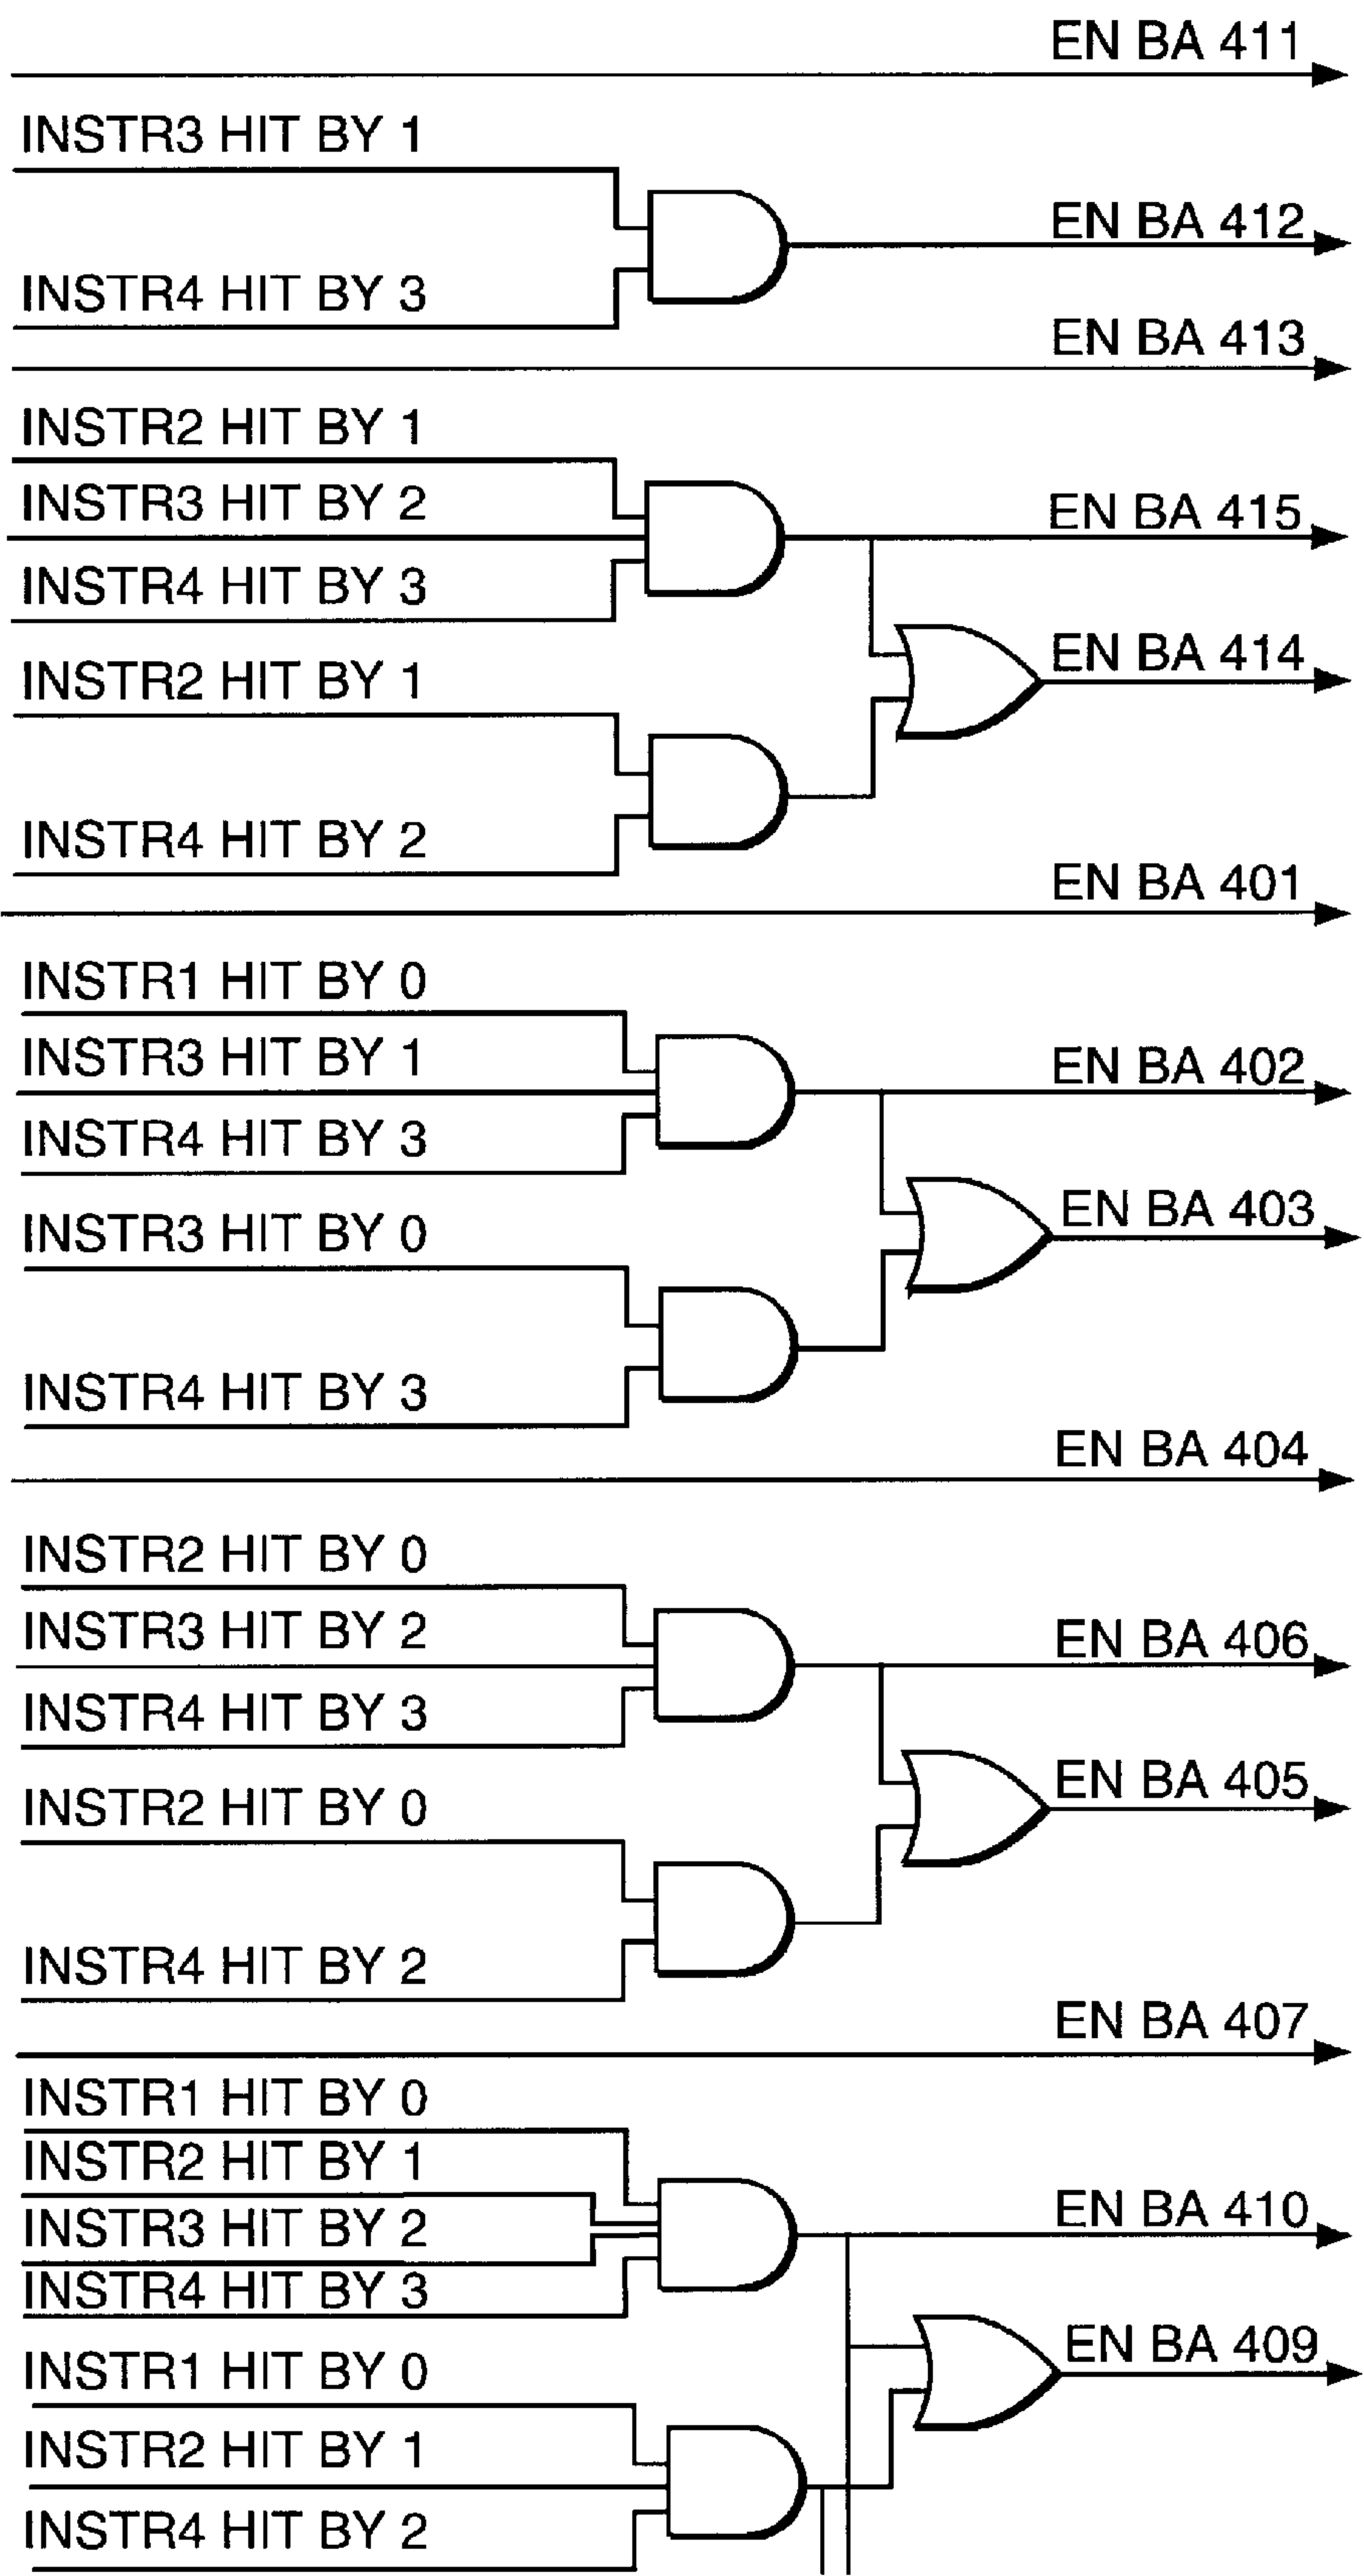 EN BA 411
INSTR3 HIT BY 1
EN BA 412
INSTR4 HIT BY 3
EN BA 413
INSTR2 HIT BY 1
INSTR3 HIT BY 2
EN BA 415
INSTR4 HIT BY 3
EN BA 414
INSTR2 HIT BY 1
INSTR4 HIT BY 2
EN BA 401
INSTR1 HIT BY 0
INSTR3 HIT BY 1
EN BA 402
INSTR4 HIT BY 3
EN BA 403
INSTR3 HIT BY 0
INSTR4 HIT BY 3
EN BA 404
INSTR2 HIT BY 0
INSTR3 HIT BY 2
EN BA 406
INSTR4 HIT BY 3
EN BA 405
INSTR2 HIT BY 0
INSTR4 HIT BY 2
EN BA 407
INSTR1 HIT BY 0
INSTR2 HIT BY 1
EN BA 410
INSTR3 HIT BY 2
INSTR4 HIT BY 3
EN BA 409
INSTR1 HIT BY 0
INSTR2 HIT BY 1
INSTR4 HIT BY 2